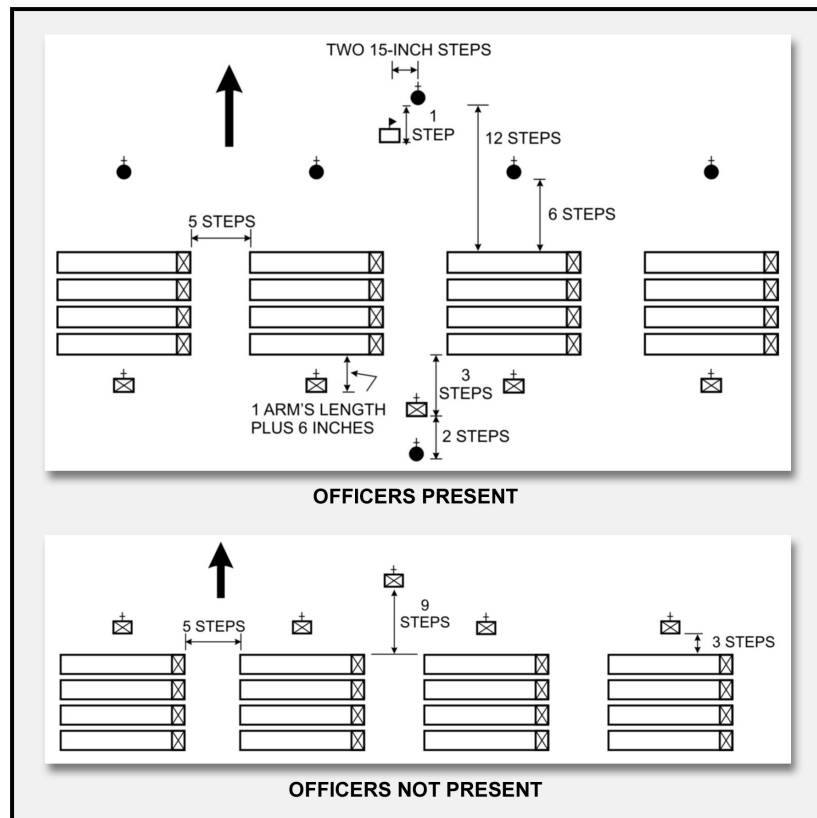 TWO 15-INCH STEPS
1
STEP
12 STEPS
6 STEPS
5 STEPS
3
STEPS
1 ARM'S LENGTH
PLUS 6 INCHES
2 STEPS
OFFICERS PRESENT
9
STEPS
5 STEPS
3 STEPS
OFFICERS NOT PRESENT